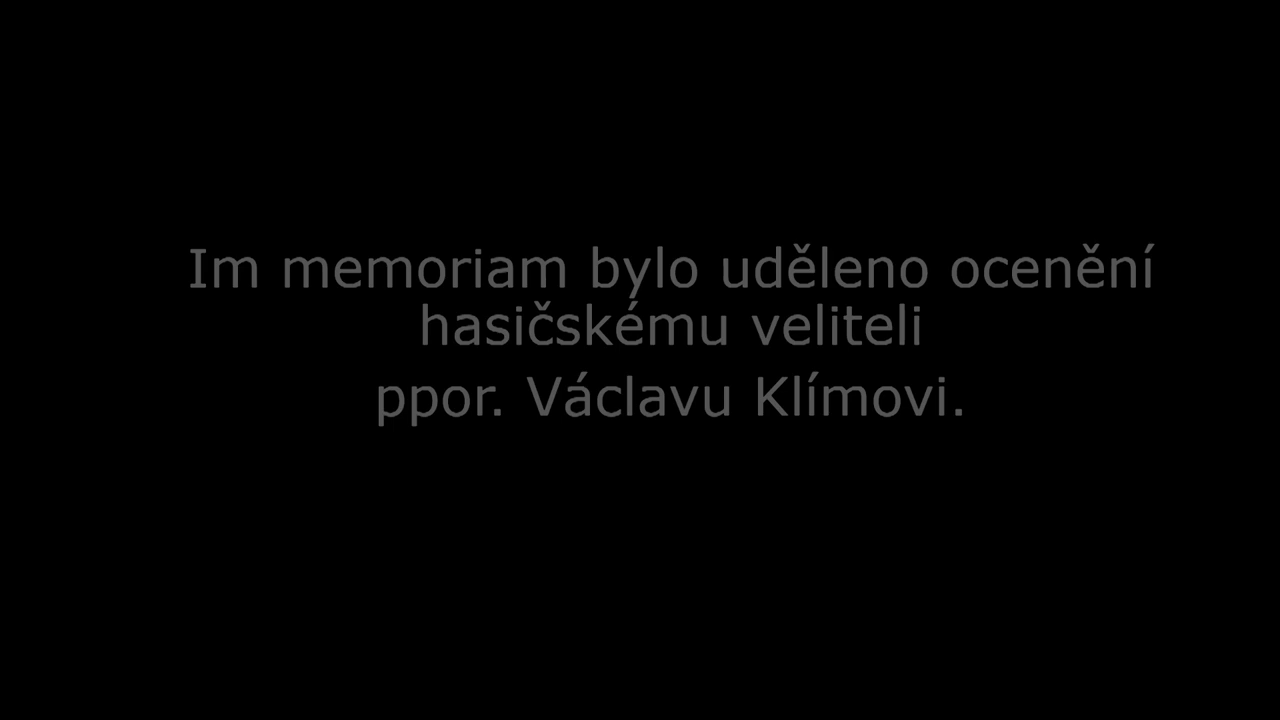 Im memoriam bylo uděleno ocenění
hasičskému veliteli
ppor. Václavu Klímovi.